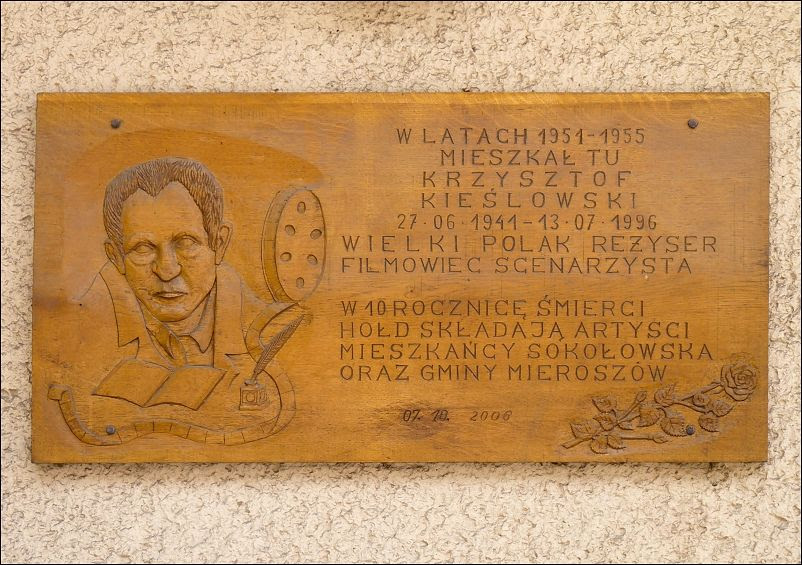 W LATACH 1951-1955
MIESZKAŁ TU
KRZYSZTOF
KIEŚLOWSKI
27.06.1941-13.07.1996
WIELKI POLAK REŻYSER
FILMOWIEC SCENARZYSTA
W 10 ROCZNICĘ ŚMIERCI
HOŁD SKŁADAJĄ ARTYSCI
MIESZKAŃCY SOKOŁOWSKA
ORAZ GMINY MIEROSZÓW
07.10. 2006